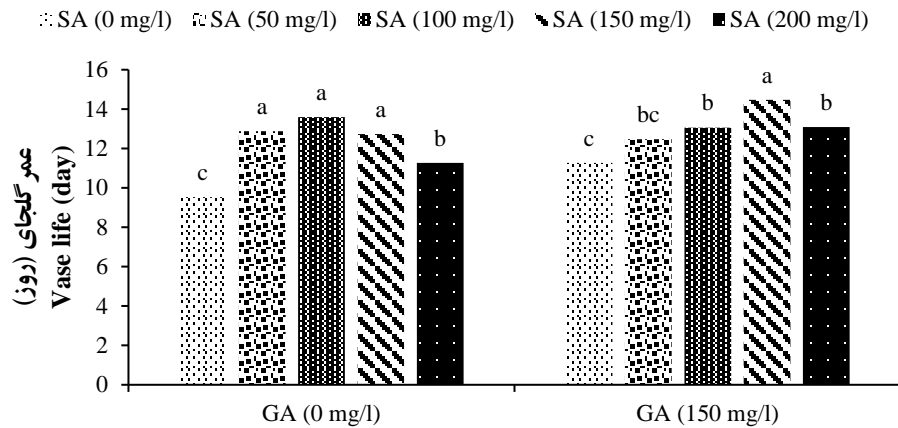 SA (0 mg/l) SA (50 mg/l) SA (100 mg/l) SA (150 mg/l) SA (200 mg/l)
عمر گلجای (روز)
Vase life (day)
16
14
12
10
8
6
4
2
0
c a a a b c bc b a b
GA (0 mg/l) GA (150 mg/l)